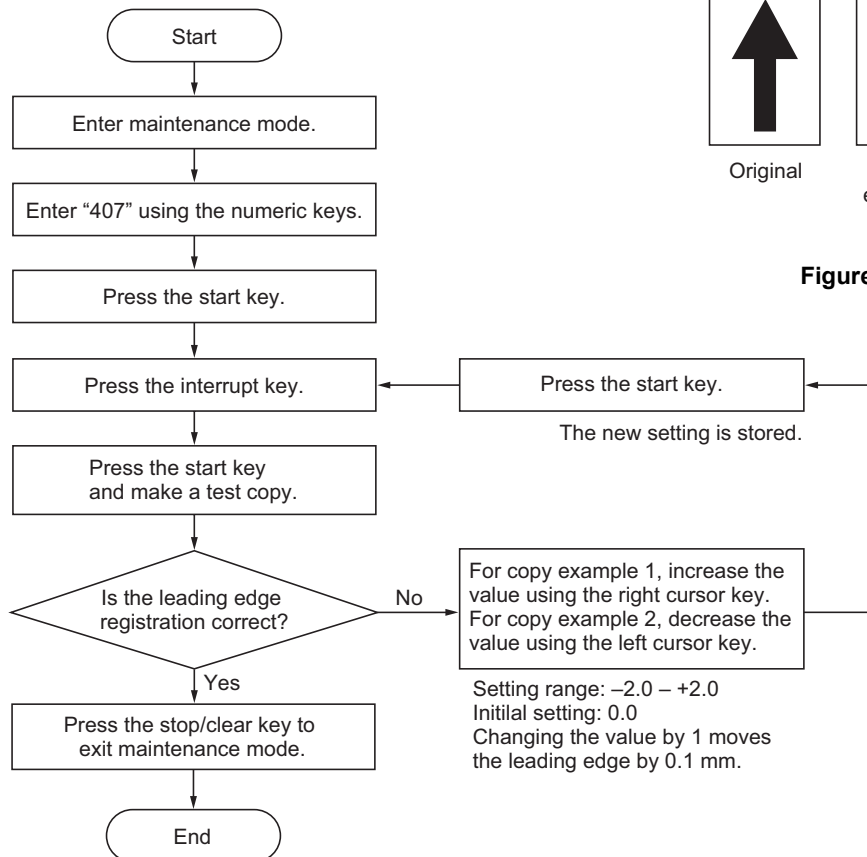 Start
Enter maintenance mode.
Enter “407” using the numeric keys.
Press the start key.
Press the interrupt key.
Press the start key
and make a test copy.
Is the leading edge
registration correct?
Yes
No
Press the stop/clear key to
exit maintenance mode.
End
For copy example 1, increase the
value using the right cursor key.
For copy example 2, decrease the
value using the left cursor key.
Setting range: –2.0 – +2.0
Initilal setting: 0.0
Changing the value by 1 moves
the leading edge by 0.1 mm.
Press the start key.
The new setting is stored.
Original
Figure